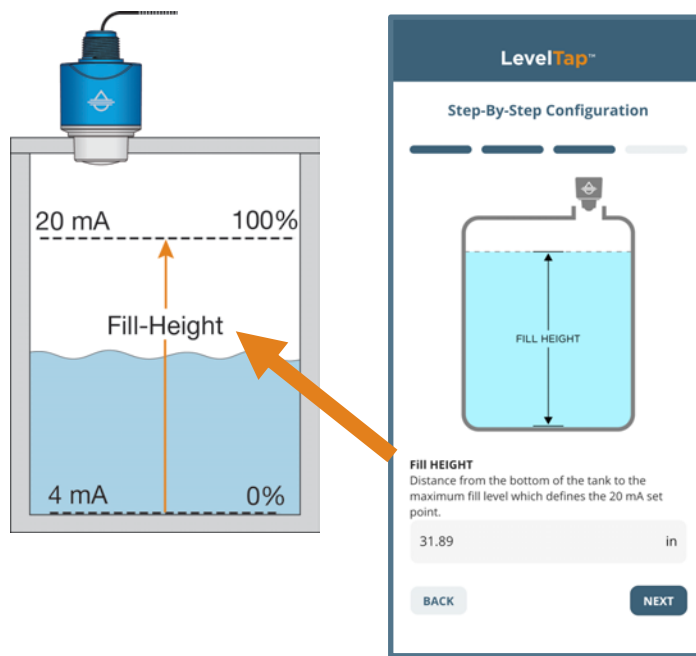 20 mA 100%
Fill-Height
4 mA 0%
LevelTap™
Step-By-Step Configuration
FILL HEIGHT
Fill HEIGHT
Distance from the bottom of the tank to the
maximum fill level which defines the 20 mA set
point.
31.89 in
BACK NEXT